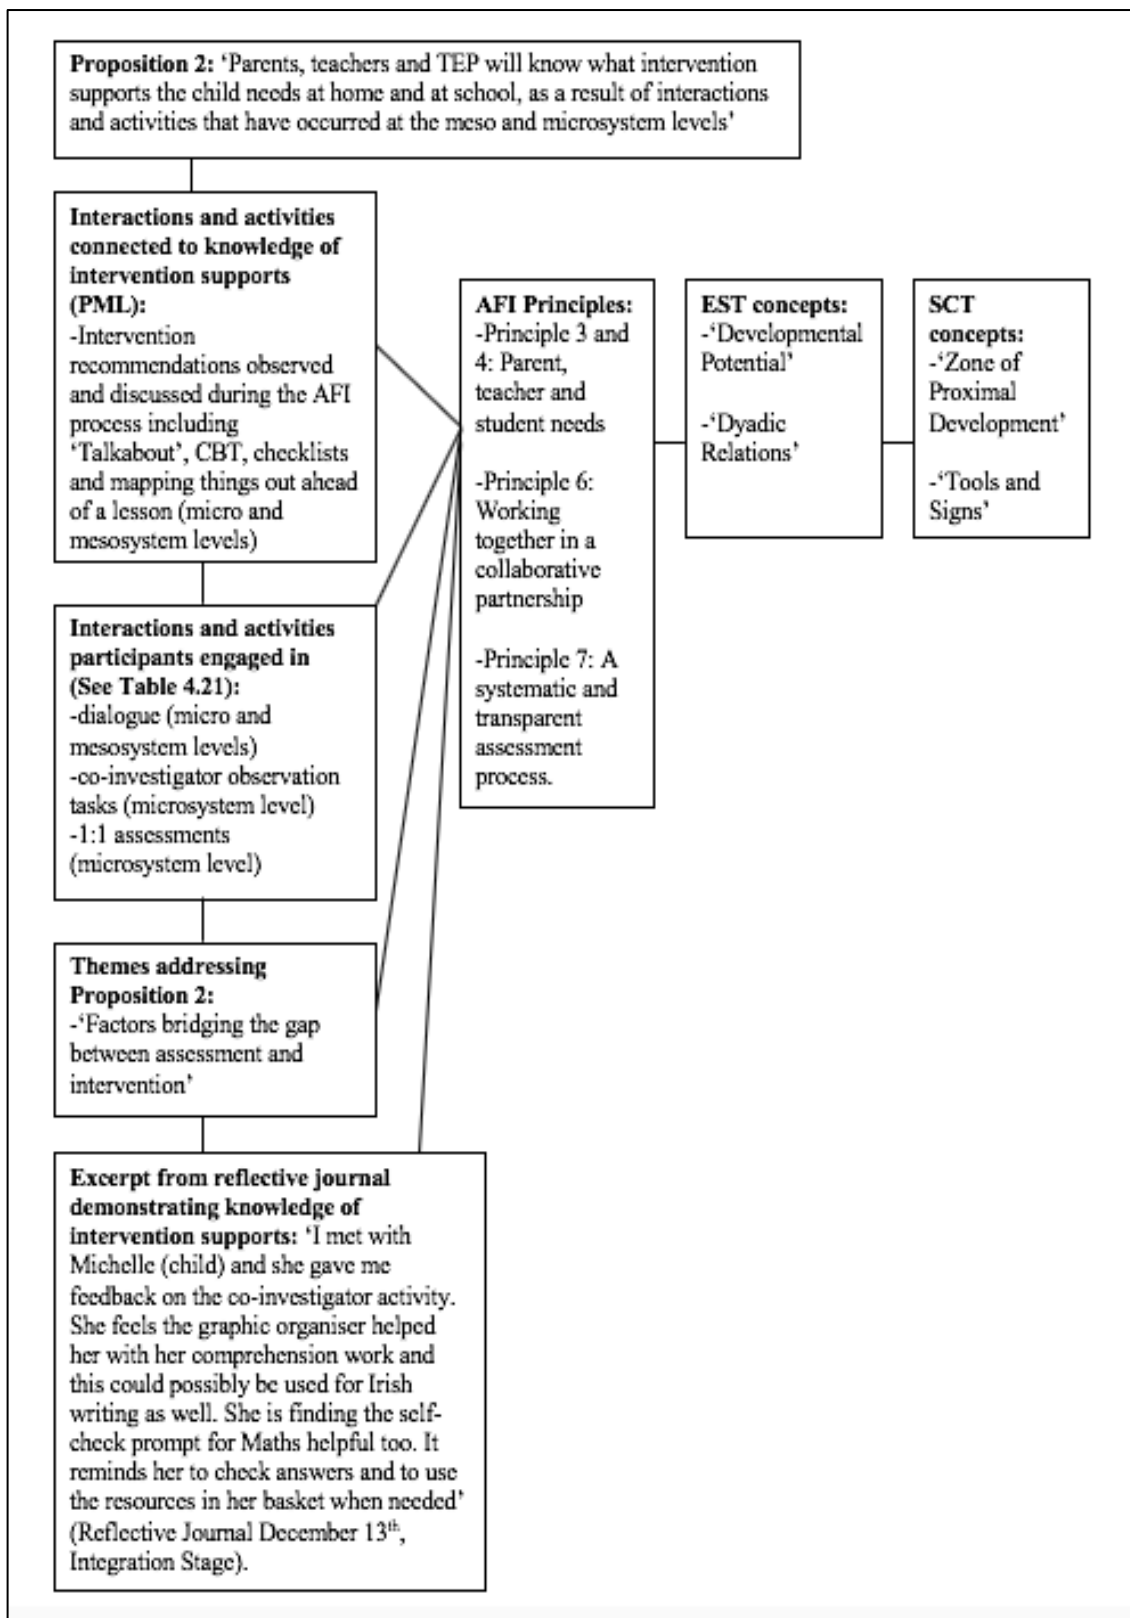 Proposition 2: ‘Parents, teachers and TEP will know what intervention
supports the child needs at home and at school, as a result of interactions
and activities that have occurred at the meso and microsystem levels’
Interactions and activities
connected to knowledge of
intervention supports
(PML):
-Intervention
recommendations observed
and discussed during the AFI
process including
‘Talkabout’, CBT, checklists
and mapping things out ahead
of a lesson (micro and
mesosystem levels)
Interactions and activities
participants engaged in
(See Table 4.21):
-dialogue (micro and
mesosystem levels)
-co-investigator observation
tasks (microsystem level)
-1:1 assessments
(microsystem level)
Themes addressing
Proposition 2:
-‘Factors bridging the gap
between assessment and
intervention’
Excerpt from reflective journal
demonstrating knowledge of
intervention supports: ‘I met with
Michelle (child) and she gave me
feedback on the co-investigator activity.
She feels the graphic organiser helped
her with her comprehension work and
this could possibly be used for Irish
writing as well. She is finding the self-
check prompt for Maths helpful too. It
reminds her to check answers and to use
the resources in her basket when needed’
(Reflective Journal December 13th,
Integration Stage).
AFI Principles:
-Principle 3 and
4: Parent,
teacher and
student needs
-Principle 6:
Working
together in a
collaborative
partnership
-Principle 7: A
systematic and
transparent
assessment
process.
EST concepts:
-‘Developmental
Potential’
-‘Dyadic
Relations’
SCT
concepts:
-‘Zone of
Proximal
Development’
-‘Tools and
Signs’